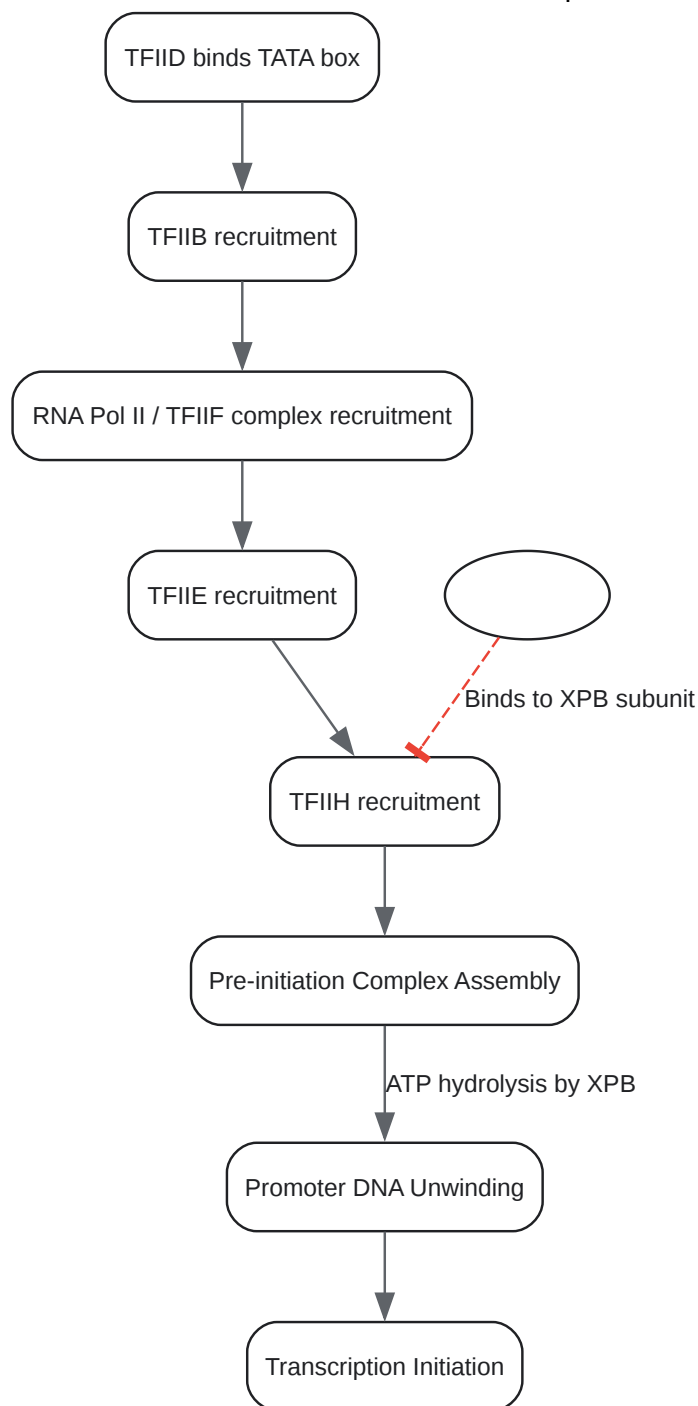 TFIID binds TATA box
TFIIB recruitment
RNA Pol II / TFIIF complex recruitment
TFIIE recruitment
Binds to XPB subunit
TFIIH recruitment
Pre-initiation Complex Assembly
ATP hydrolysis by XPB
Promoter DNA Unwinding
Transcription Initiation